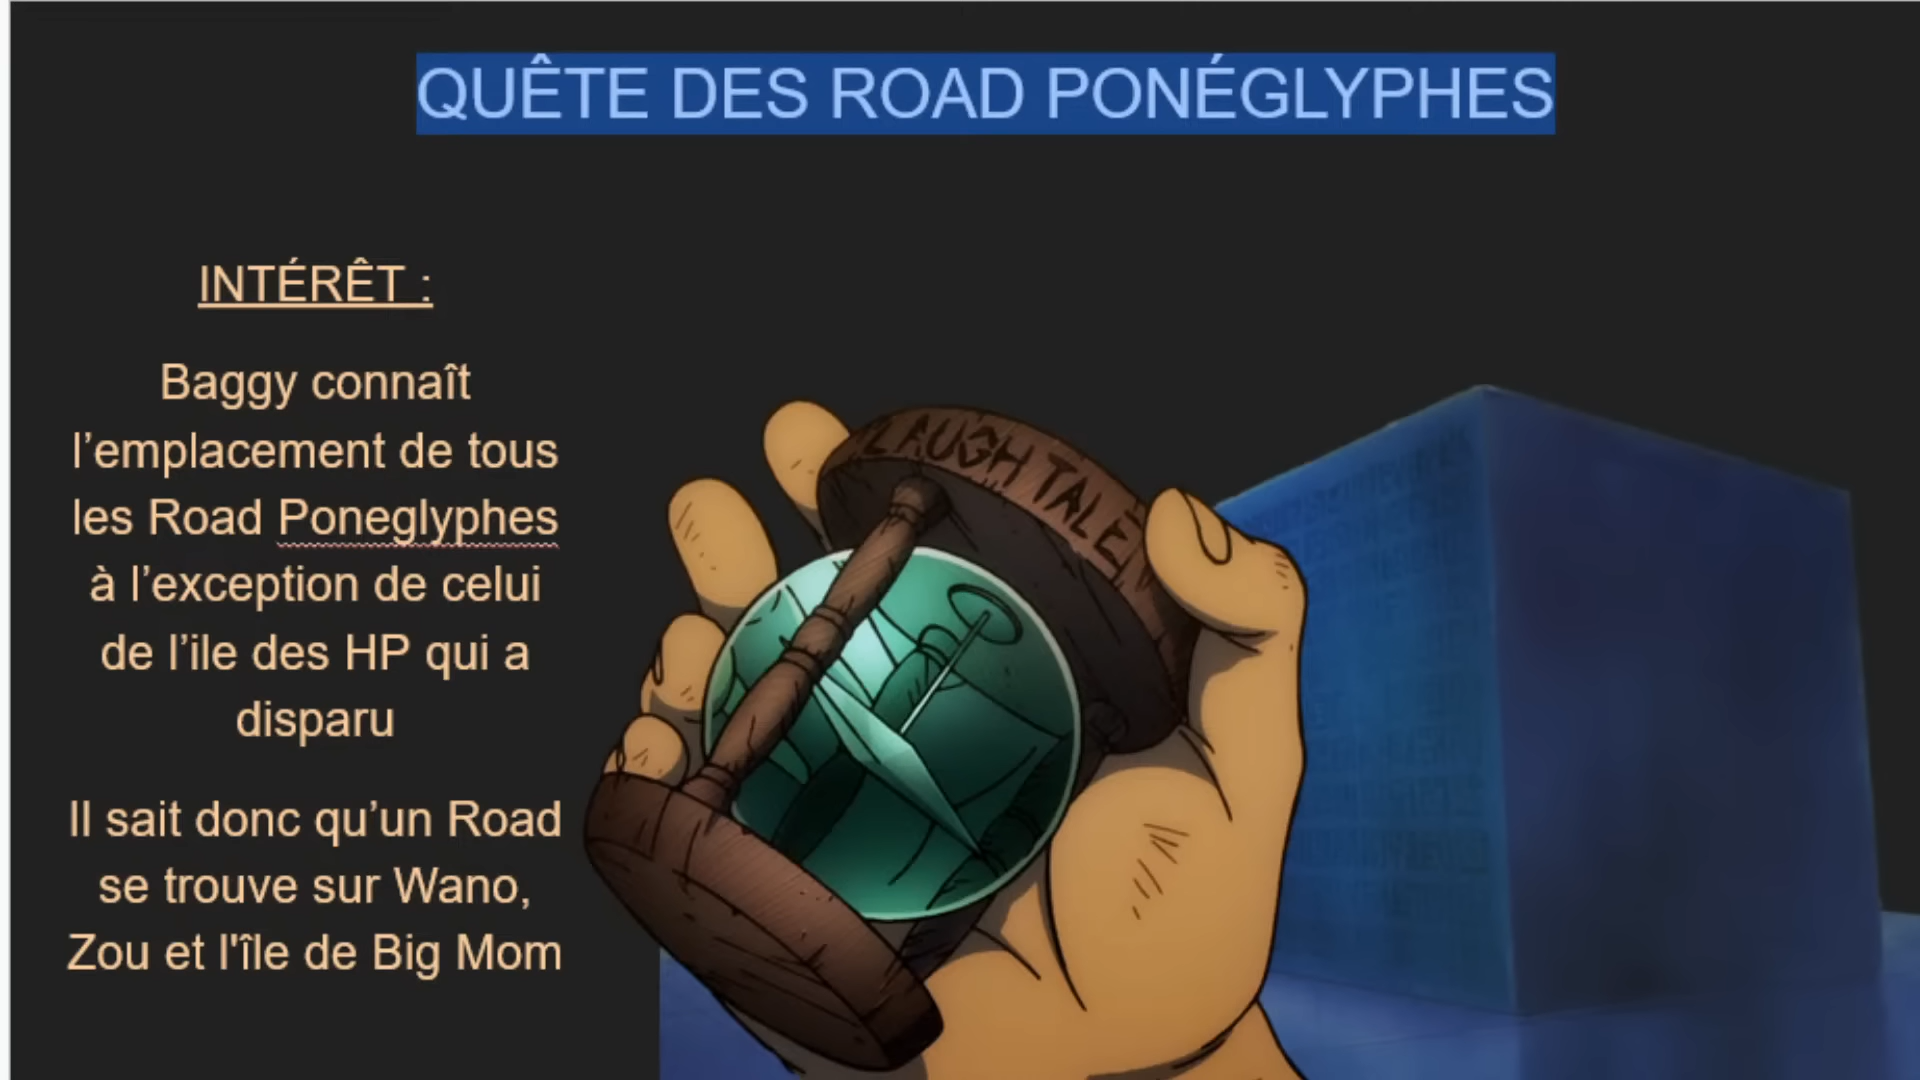 QUÊTE DES ROAD PONÉGLYPHES
INTÉRÊT :
Baggy connaît
l’emplacement de tous
les Road Poneglyphes
à l’exception de celui
de l’ile des HP qui a
disparu
Il sait donc qu’un Road
se trouve sur Wano,
Zou et l'île de Big Mom
LAUGH TALE